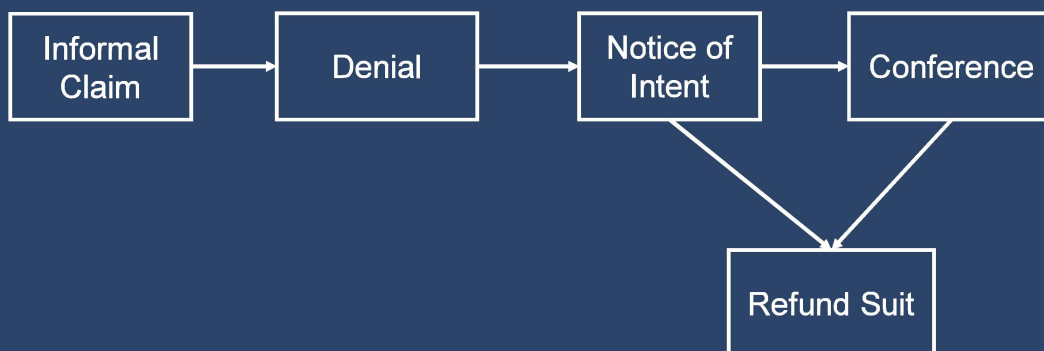 Informal
Claim
Denial
Notice of
Intent
Conference
Refund Suit